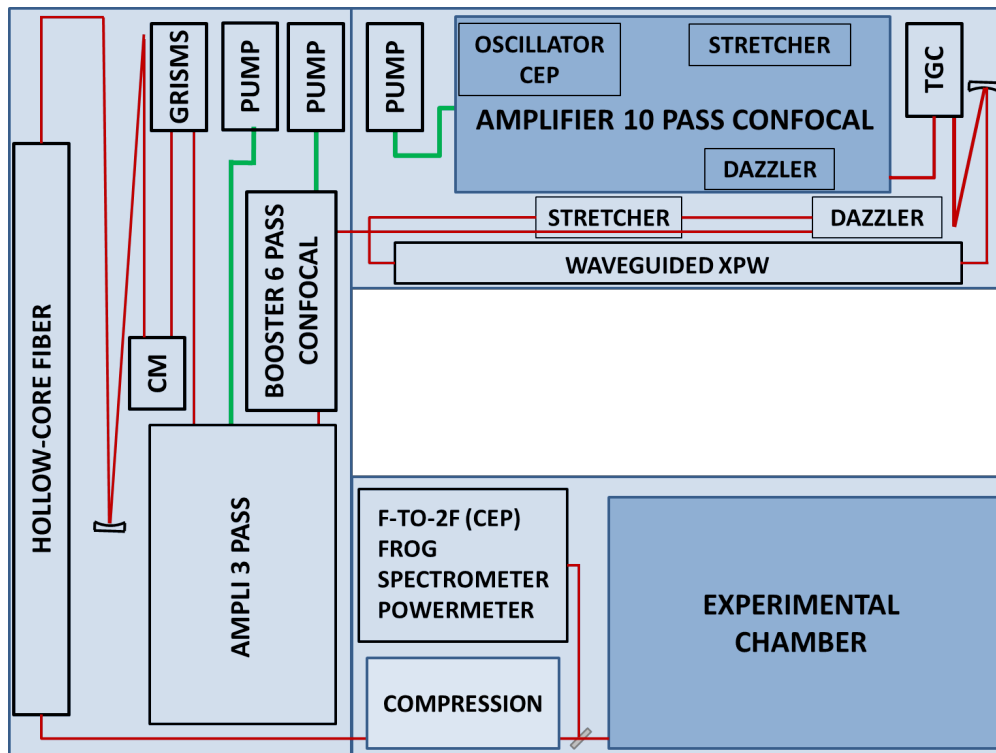 GRISMS
PUMP
PUMP
PUMP
OSCILLATOR
CEP
STRETCHER
AMPLIFIER 10 PASS CONFOCAL
DAZZLER
TGC
STRETCHER
DAZZLER
WAVEGUIDED XPW
HOLLOW-CORE FIBER
CM
BOOSTER 6 PASS
CONFOCAL
AMPLI 3 PASS
F-TO-2F (CEP)
FROG
SPECTROMETER
POWERMETER
COMPRESSION
EXPERIMENTAL
CHAMBER